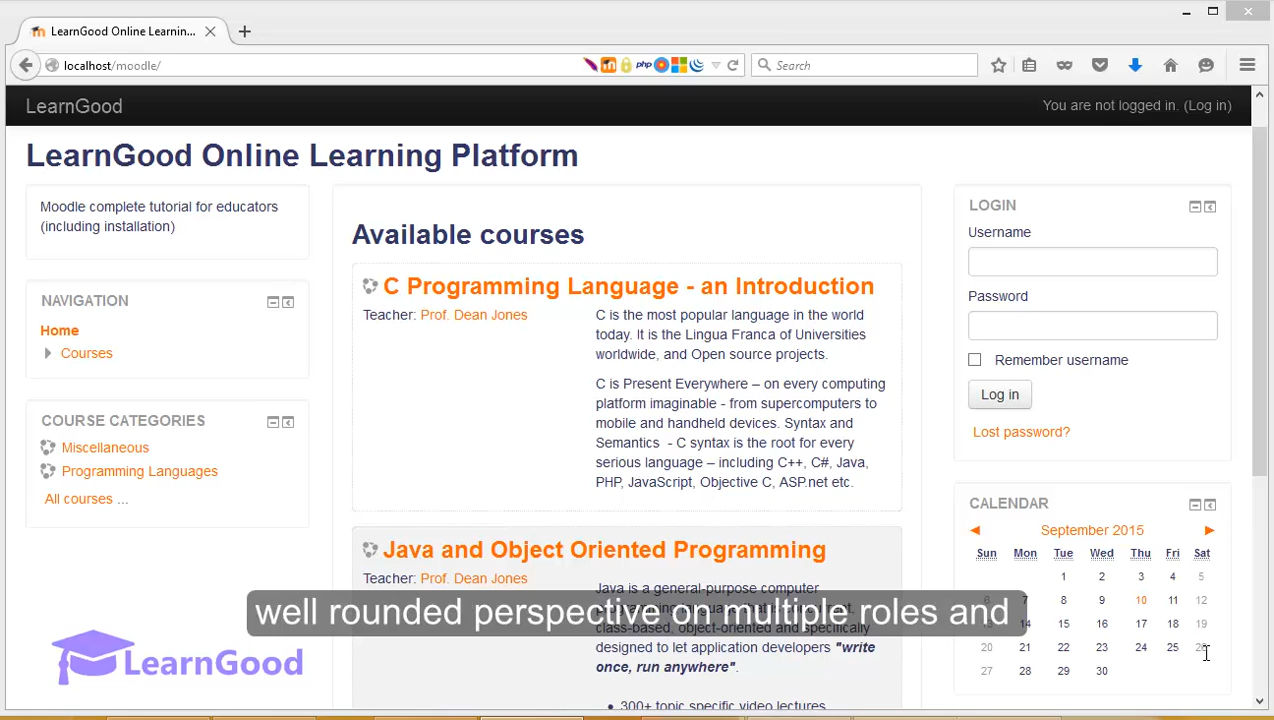 LearnGood Online Learnin...
localhost/moodle/
php
Search
LearnGood
You are not logged in. (Log in)
LearnGood Online Learning Platform
Moodle complete tutorial for educators
(including installation)
NAVIGATION
Home
Courses
COURSE CATEGORIES
Miscellaneous
Programming Languages
All courses ...
Available courses
C Programming Language - an Introduction
Teacher: Prof. Dean Jones
C is the most popular language in the world
today. It is the Lingua Franca of Universities
worldwide, and Open source projects.
C is Present Everywhere – on every computing
platform imaginable - from supercomputers to
mobile and handheld devices. Syntax and
Semantics - C syntax is the root for every
serious language – including C++, C#, Java,
PHP, JavaScript, Objective C, ASP.net etc.
Java and Object Oriented Programming
Teacher: Prof. Dean Jones
Java is a general-purpose computer
class-based, object-oriented and specifically
designed to let application developers "write
once, run anywhere".
300+ topic specific video lectures
LOGIN
Username
Password
Remember username
Log in
Lost password?
CALENDAR
September 2015
Sun Mon Tue Wed Thu Fri Sat
1 2 3 4 5
6 7 8 9 10 11 12
13 14 15 16 17 18 19
20 21 22 23 24 25
27 28 29 30
well rounded perspective on multiple roles and
LearnGood